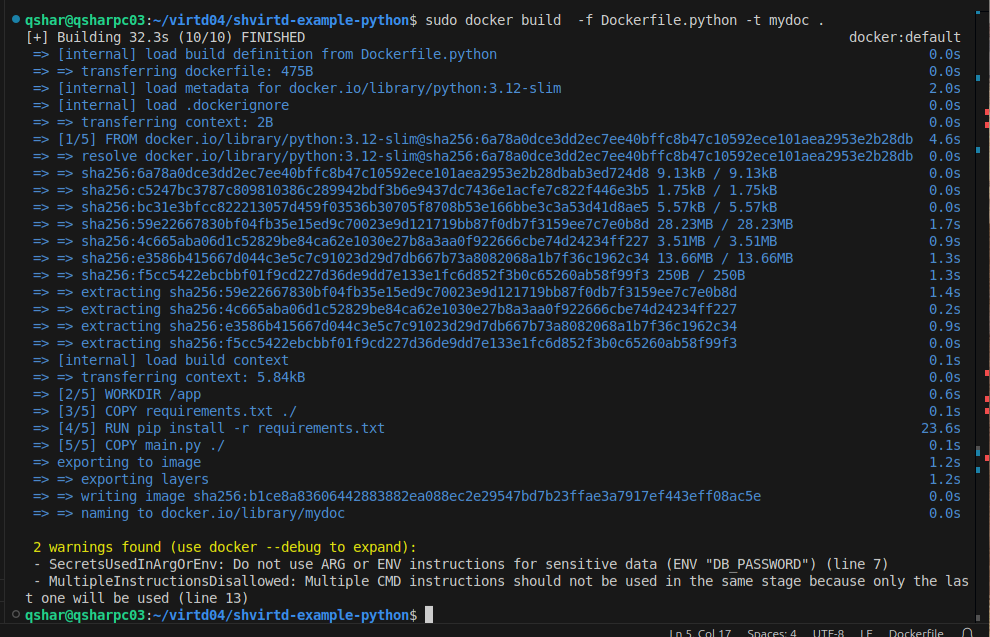 qshar@qsharpc03:~/virtd04/shvirtd-example-python$ sudo docker build  -f Dockerfile.python -t mydoc .
[+] Building 32.3s (10/10) FINISHED docker:default
=> [internal] load build definition from Dockerfile.python 0.0s
=> => transferring dockerfile: 475B 0.0s
=> [internal] load metadata for docker.io/library/python:3.12-slim 2.0s
=> [internal] load .dockerignore 0.0s
=> => transferring context: 2B 0.0s
=> [1/5] FROM docker.io/library/python:3.12-slim@sha256:6a78a0dce3dd2ec7ee40bffc8b47c10592ece101aea2953e2b28db 4.6s
=> => resolve docker.io/library/python:3.12-slim@sha256:6a78a0dce3dd2ec7ee40bffc8b47c10592ece101aea2953e2b28db 0.0s
=> => sha256:6a78a0dce3dd2ec7ee40bffc8b47c10592ece101aea2953e2b28dbab3ed724d8 9.13kB / 9.13kB 0.0s
=> => sha256:c5247bc3787c809810386c289942bdf3b6e9437dc7436e1acfe7c822f446e3b5 1.75kB / 1.75kB 0.0s
=> => sha256:bc31e3bfcc822213057d459f03536b30705f8708b53e166bbe3c3a53d41d8ae5 5.57kB / 5.57kB 0.0s
=> => sha256:59e22667830bf04fb35e15ed9c70023e9d121719bb87f0db7f3159ee7c7e0b8d 28.23MB / 28.23MB 1.7s
=> => sha256:4c665aba06d1c52829be84ca62e1030e27b8a3aa0f922666cbe74d24234ff227 3.51MB / 3.51MB 0.9s
=> => sha256:e3586b415667d044c3e5c7c91023d29d7db667b73a8082068a1b7f36c1962c34 13.66MB / 13.66MB 1.3s
=> => sha256:f5cc5422ebcbbf01f9cd227d36de9dd7e133e1fc6d852f3b0c65260ab58f99f3 250B / 250B 1.3s
=> => extracting sha256:59e22667830bf04fb35e15ed9c70023e9d121719bb87f0db7f3159ee7c7e0b8d 1.4s
=> => extracting sha256:4c665aba06d1c52829be84ca62e1030e27b8a3aa0f922666cbe74d24234ff227 0.2s
=> => extracting sha256:e3586b415667d044c3e5c7c91023d29d7db667b73a8082068a1b7f36c1962c34 0.9s
=> => extracting sha256:f5cc5422ebcbbf01f9cd227d36de9dd7e133e1fc6d852f3b0c65260ab58f99f3 0.0s
=> [internal] load build context 0.1s
=> => transferring context: 5.84kB 0.0s
=> [2/5] WORKDIR /app 0.6s
=> [3/5] COPY requirements.txt ./ 0.1s
=> [4/5] RUN pip install -r requirements.txt 23.6s
=> [5/5] COPY main.py ./ 0.1s
=> exporting to image 1.2s
=> => exporting layers 1.2s
=> => writing image sha256:b1ce8a83606442883882ea088ec2e29547bd7b23ffae3a7917ef443eff08ac5e 0.0s
=> => naming to docker.io/library/mydoc 0.0s
2 warnings found (use docker --debug to expand):
- SecretsUsedInArgOrEnv: Do not use ARG or ENV instructions for sensitive data (ENV "DB_PASSWORD") (line 7)
- MultipleInstructionsDisallowed: Multiple CMD instructions should not be used in the same stage because only the las
t one will be used (line 13)
qshar@qsharpc03:~/virtd04/shvirtd-example-python$
Ln 5, Col 17 Spaces: 4 UTF-8 LF Dockerfile